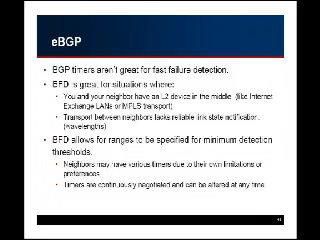 eBGP
• BGP timers aren't great for fast failure detection.
• BFD is great for situations where:
• You and your neighbor have an L2 device in the middle (like Internet
Exchange LANs or MPLS transport)
• Transport between neighbors lacks reliable link state notification.
(wavelengths)
• BFD allows for ranges to be specified for minimum detection
thresholds.
• Neighbors may have various timers due to their own limitations or
preferences
• Timers are continuously negotiated and can be altered at any time.